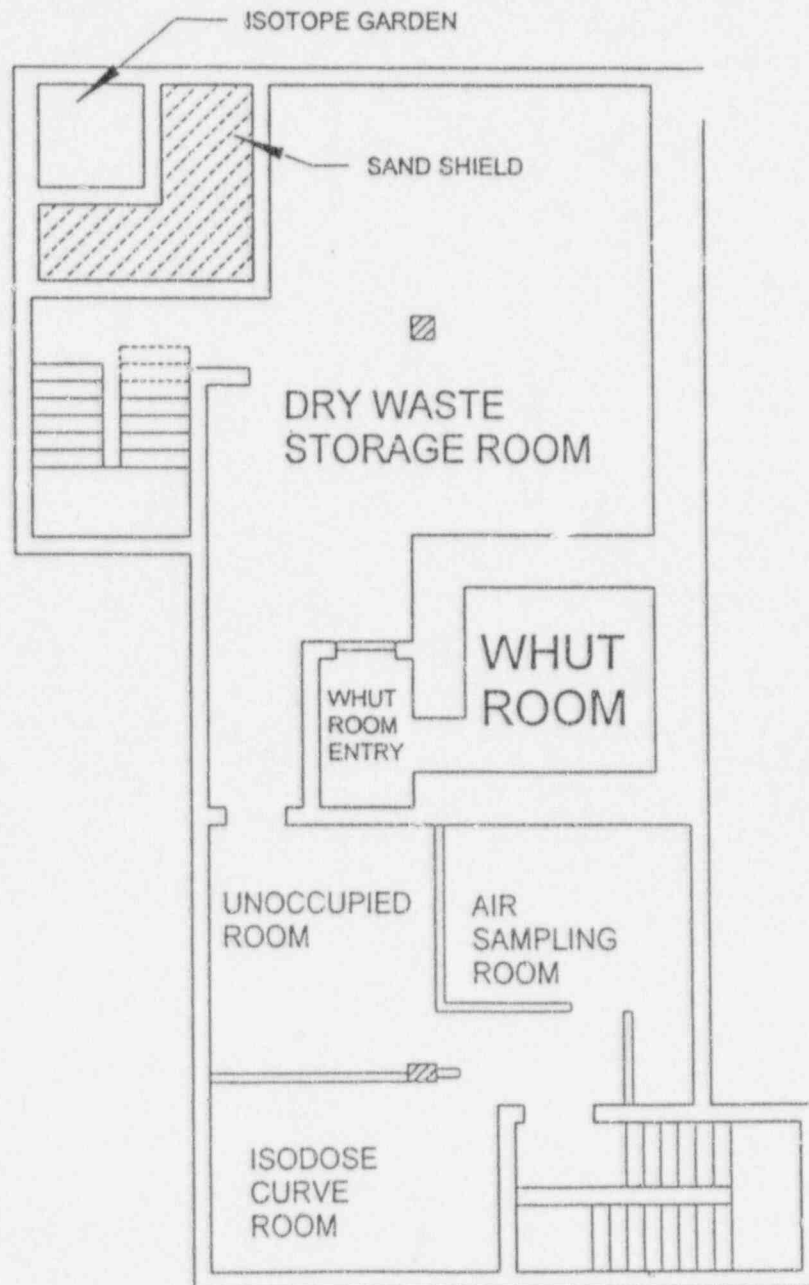 ISOTOPE GARDEN
SAND SHIELD
DRY WASTE
STORAGE ROOM
WHUT
ROOM
WHUT
ROOM
ENTRY
UNOCCUPIED
ROOM
AIR
SAMPLING
ROOM
ISODOSE
CURVE
ROOM